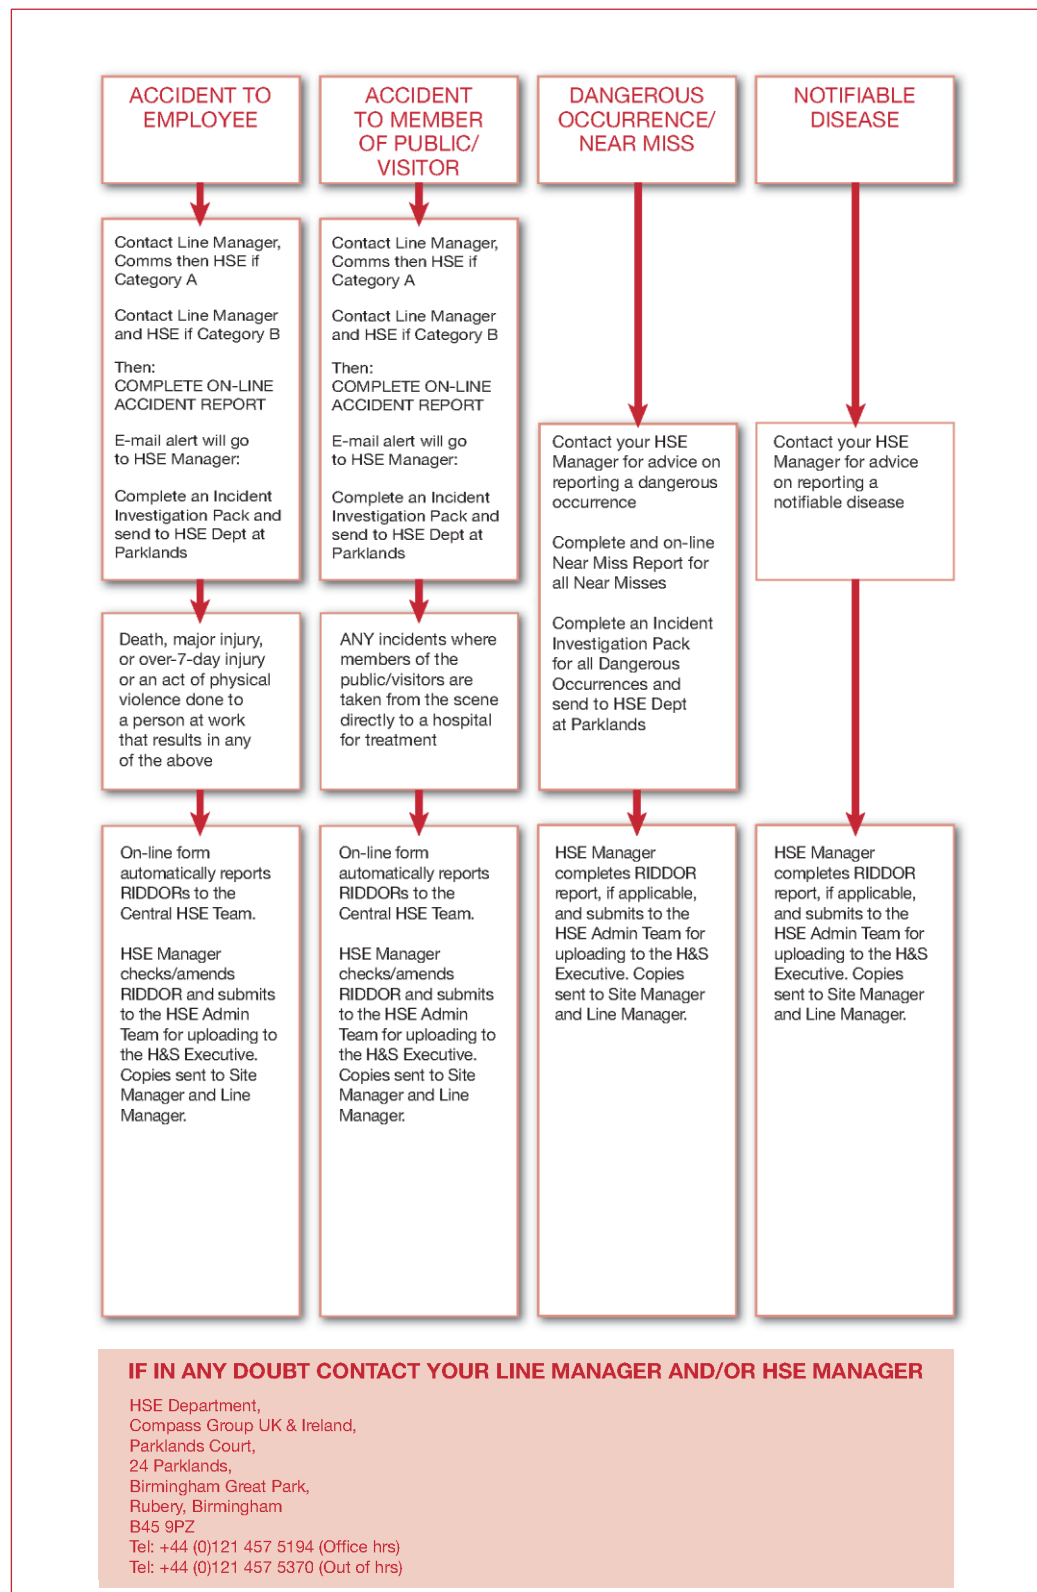 ACCIDENT TO
EMPLOYEE
Contact Line Manager,
Comms then HSE if
Category A
Contact Line Manager
and HSE if Category B
Then:
COMPLETE ON-LINE
ACCIDENT REPORT
E-mail alert will go
to HSE Manager:
Complete an Incident
Investigation Pack and
send to HSE Dept at
Parklands
Death, major injury,
or over-7-day injury
or an act of physical
violence done to
a person at work
that results in any
of the above
On-line form
automatically reports
RIDDORs to the
Central HSE Team.
HSE Manager
checks/amends
RIDDOR and submits
to the HSE Admin
Team for uploading to
the H&S Executive.
Copies sent to Site
Manager and Line
Manager.
ACCIDENT
TO MEMBER
OF PUBLIC/
VISITOR
Contact Line Manager,
Comms then HSE if
Category A
Contact Line Manager
and HSE if Category B
Then:
COMPLETE ON-LINE
ACCIDENT REPORT
E-mail alert will go
to HSE Manager:
Complete an Incident
Investigation Pack and
send to HSE Dept at
Parklands
ANY incidents where
members of the
public/visitors are
taken from the scene
directly to a hospital
for treatment
On-line form
automatically reports
RIDDORs to the
Central HSE Team.
HSE Manager
checks/amends
RIDDOR and submits
to the HSE Admin
Team for uploading to
the H&S Executive.
Copies sent to Site
Manager and Line
Manager.
DANGEROUS
OCCURRENCE/
NEAR MISS
Contact your HSE
Manager for advice on
reporting a dangerous
occurrence
Complete and on-line
Near Miss Report for
all Near Misses
Complete an Incident
Investigation Pack
for all Dangerous
Occurrences and
send to HSE Dept
at Parklands
HSE Manager
completes RIDDOR
report, if applicable,
and submits to the
HSE Admin Team for
uploading to the H&S
Executive. Copies
sent to Site Manager
and Line Manager.
NOTIFIABLE
DISEASE
Contact your HSE
Manager for advice
on reporting a
notifiable disease
HSE Manager
completes RIDDOR
report, if applicable,
and submits to the
HSE Admin Team for
uploading to the H&S
Executive. Copies
sent to Site Manager
and Line Manager.
IF IN ANY DOUBT CONTACT YOUR LINE MANAGER AND/OR HSE MANAGER
HSE Department,
Compass Group UK & Ireland,
Parklands Court,
24 Parklands,
Birmingham Great Park,
Rubery, Birmingham
B45 9PZ
Tel: +44 (0)121 457 5194 (Office hrs)
Tel: +44 (0)121 457 5370 (Out of hrs)